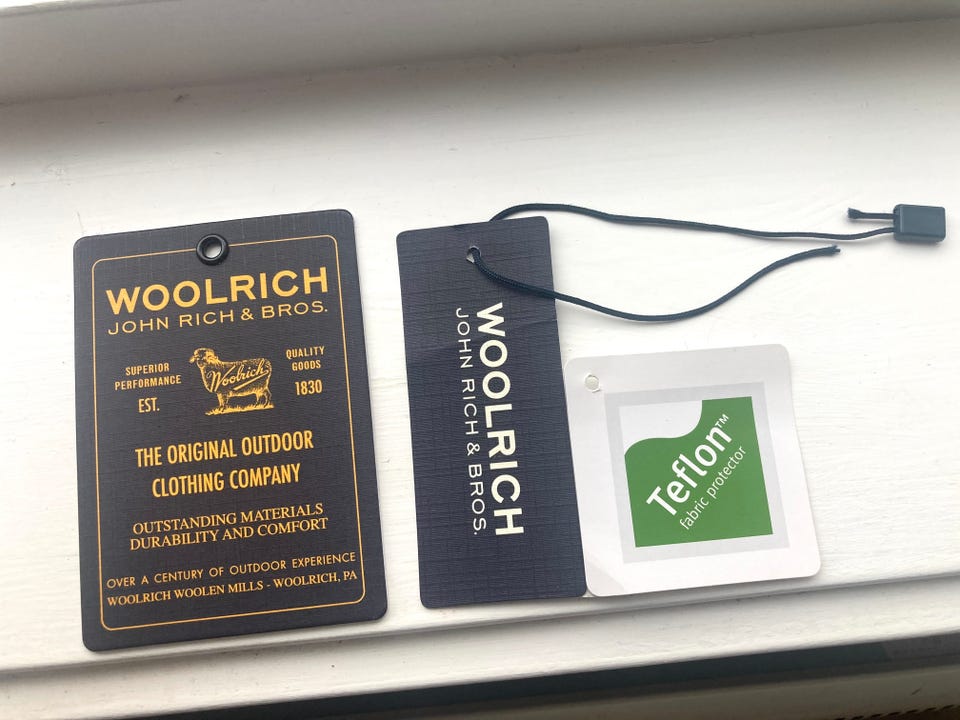 WOOLRICH
JOHN RICH & BROS.
SUPERIOR
PERFORMANCE
EST.
Woolrich
QUALITY
GOODS
1830
THE ORIGINAL OUTDOOR
CLOTHING COMPANY
OUTSTANDING MATERIALS
DURABILITY AND COMFORT
OVER A CENTURY OF OUTDOOR EXPERIENCE
WOOLRICH WOOLEN MILLS - WOOLRICH, PA
WOOLRICH
JOHN RICH & BROS.
Teflon™
fabric protector